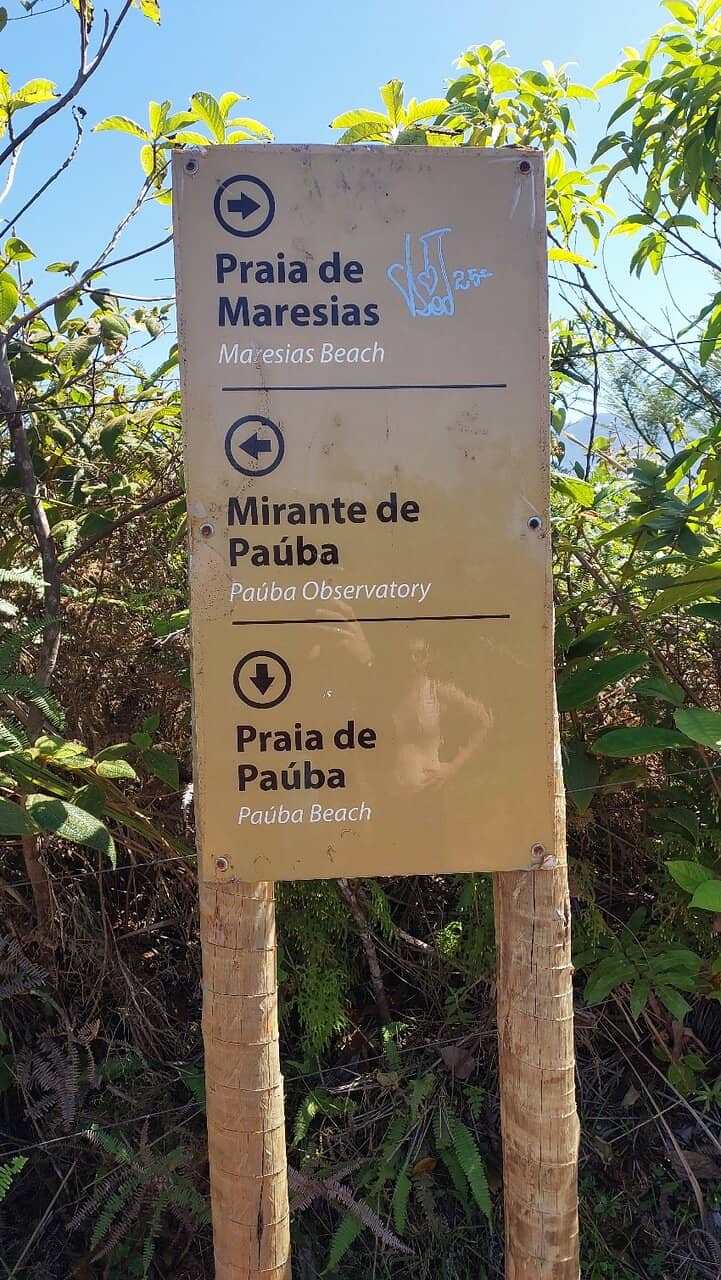 Praia de
Maresias
Maresias Beach
Mirante de
Paúba
Paúba Observatory
Praia de
Paúba
Paúba Beach